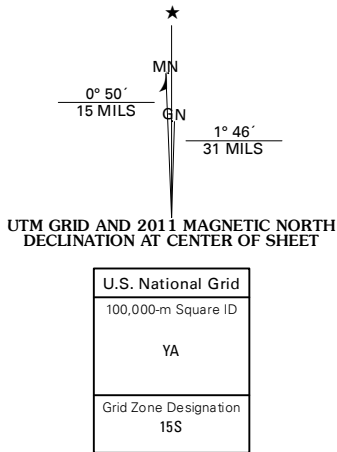 ★
MN
0° 50´
15 MILS
GN
1° 46´
31 MILS
UTM GRID AND 2011 MAGNETIC NORTH
DECLINATION AT CENTER OF SHEET
U.S. National Grid
100,000-m Square ID
YA
Grid Zone Designation
15S